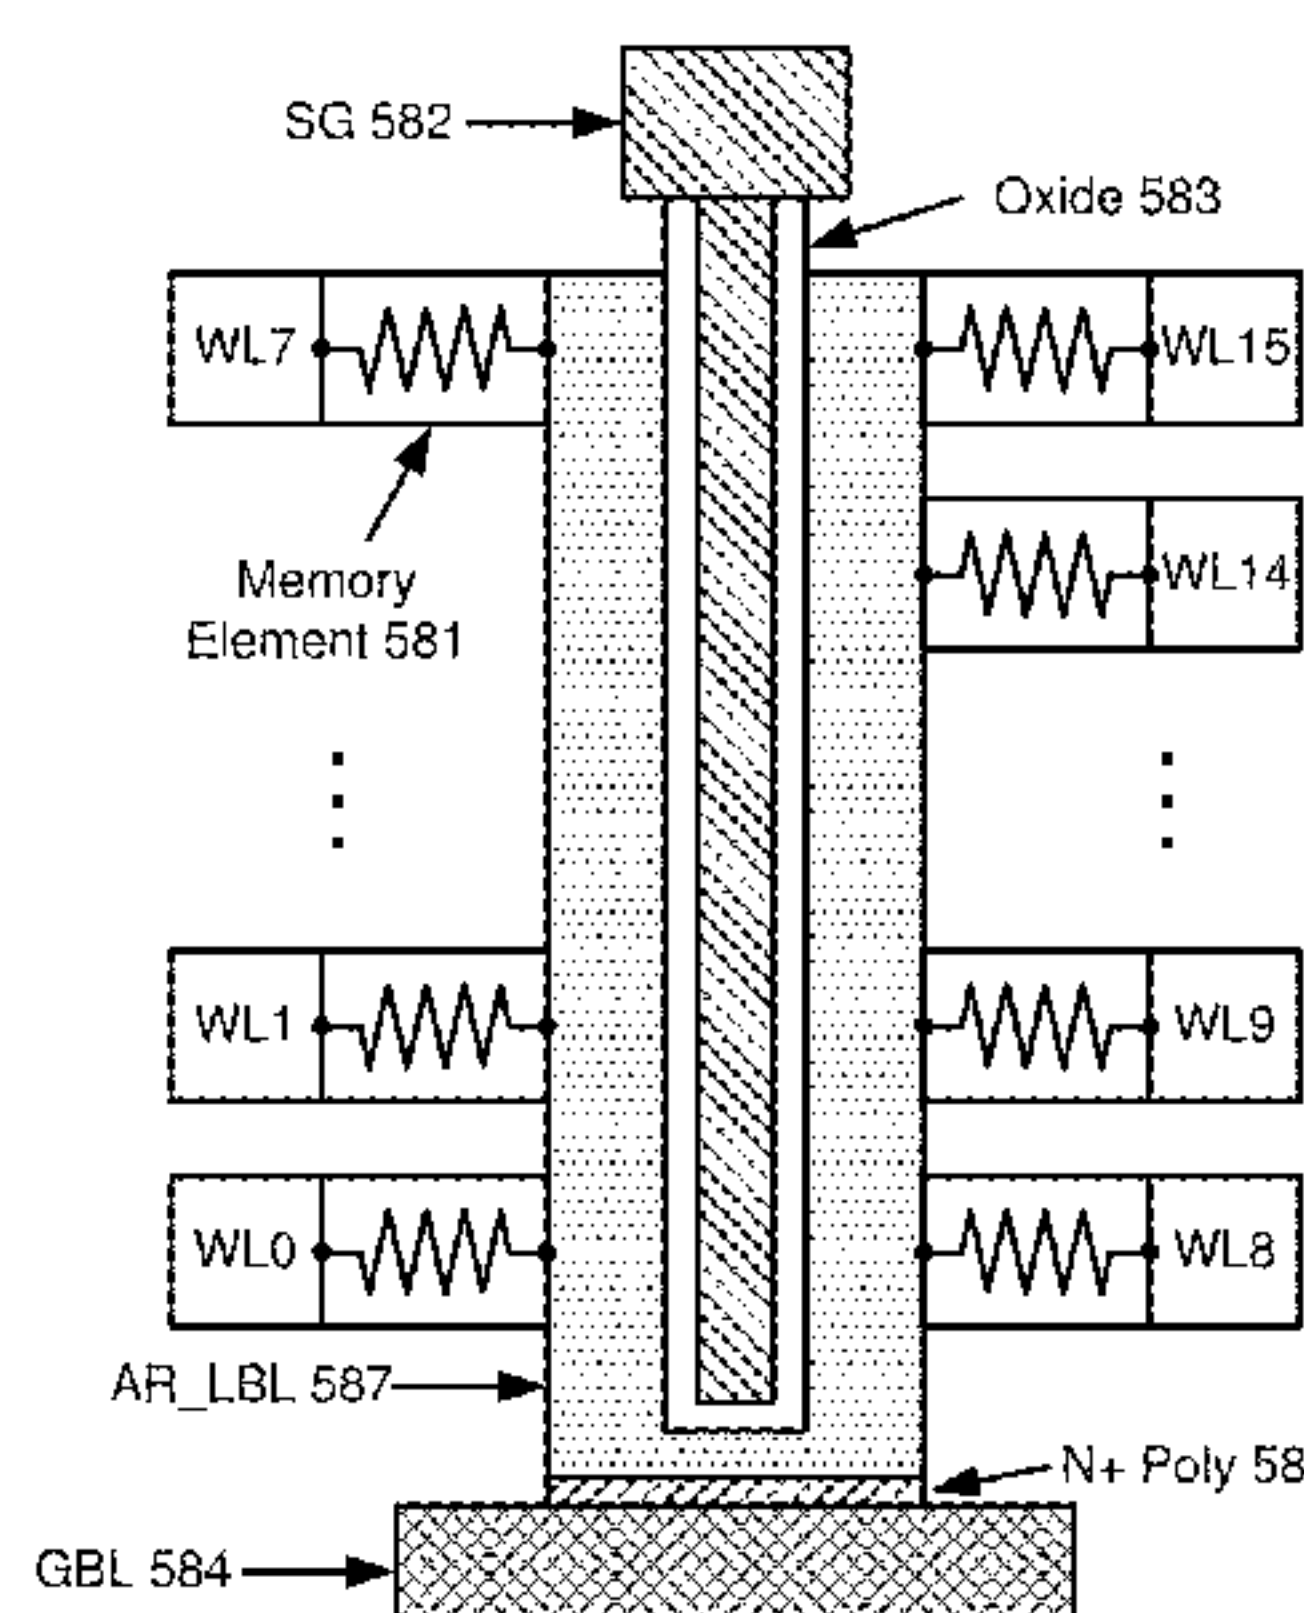 SG 582
Oxide 583
WL7
WL15
WL14
Memory
Element 581
WL1
WL9
WL0
WL8
AR_LBL 587
N+ Poly 58
GBL 584